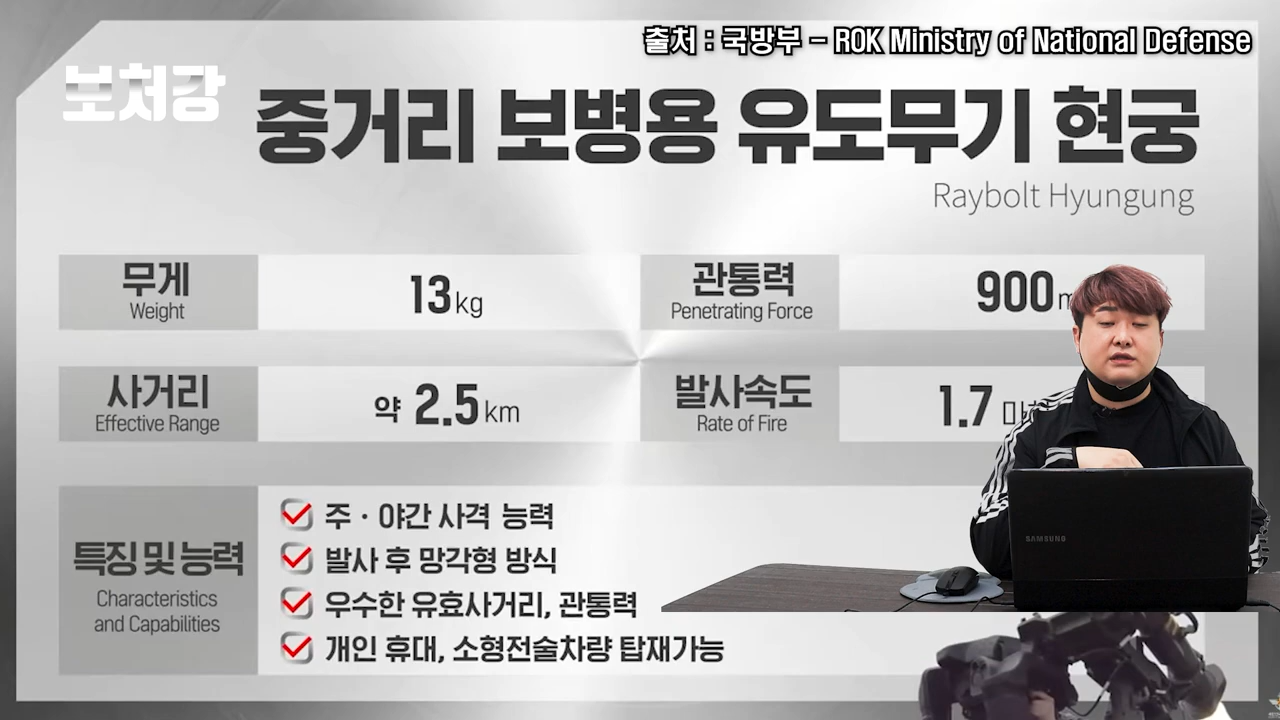 출처 : 국방부 - ROK Ministry of National Defense
보처강
중거리 보병용 유도무기 현궁
Raybolt Hyungung
무게
Weight
13kg
관통력
Penetrating Force
900
사거리
Effective Range
약 2.5km
발사속도
Rate of Fire
1.7
특징 및 능력
Characteristics
and Capabilities
주 · 야간 사격 능력
발사 후 망각형 방식
우수한 유효사거리, 관통력
개인 휴대, 소형전술차량 탑재가능
SAMSUNG